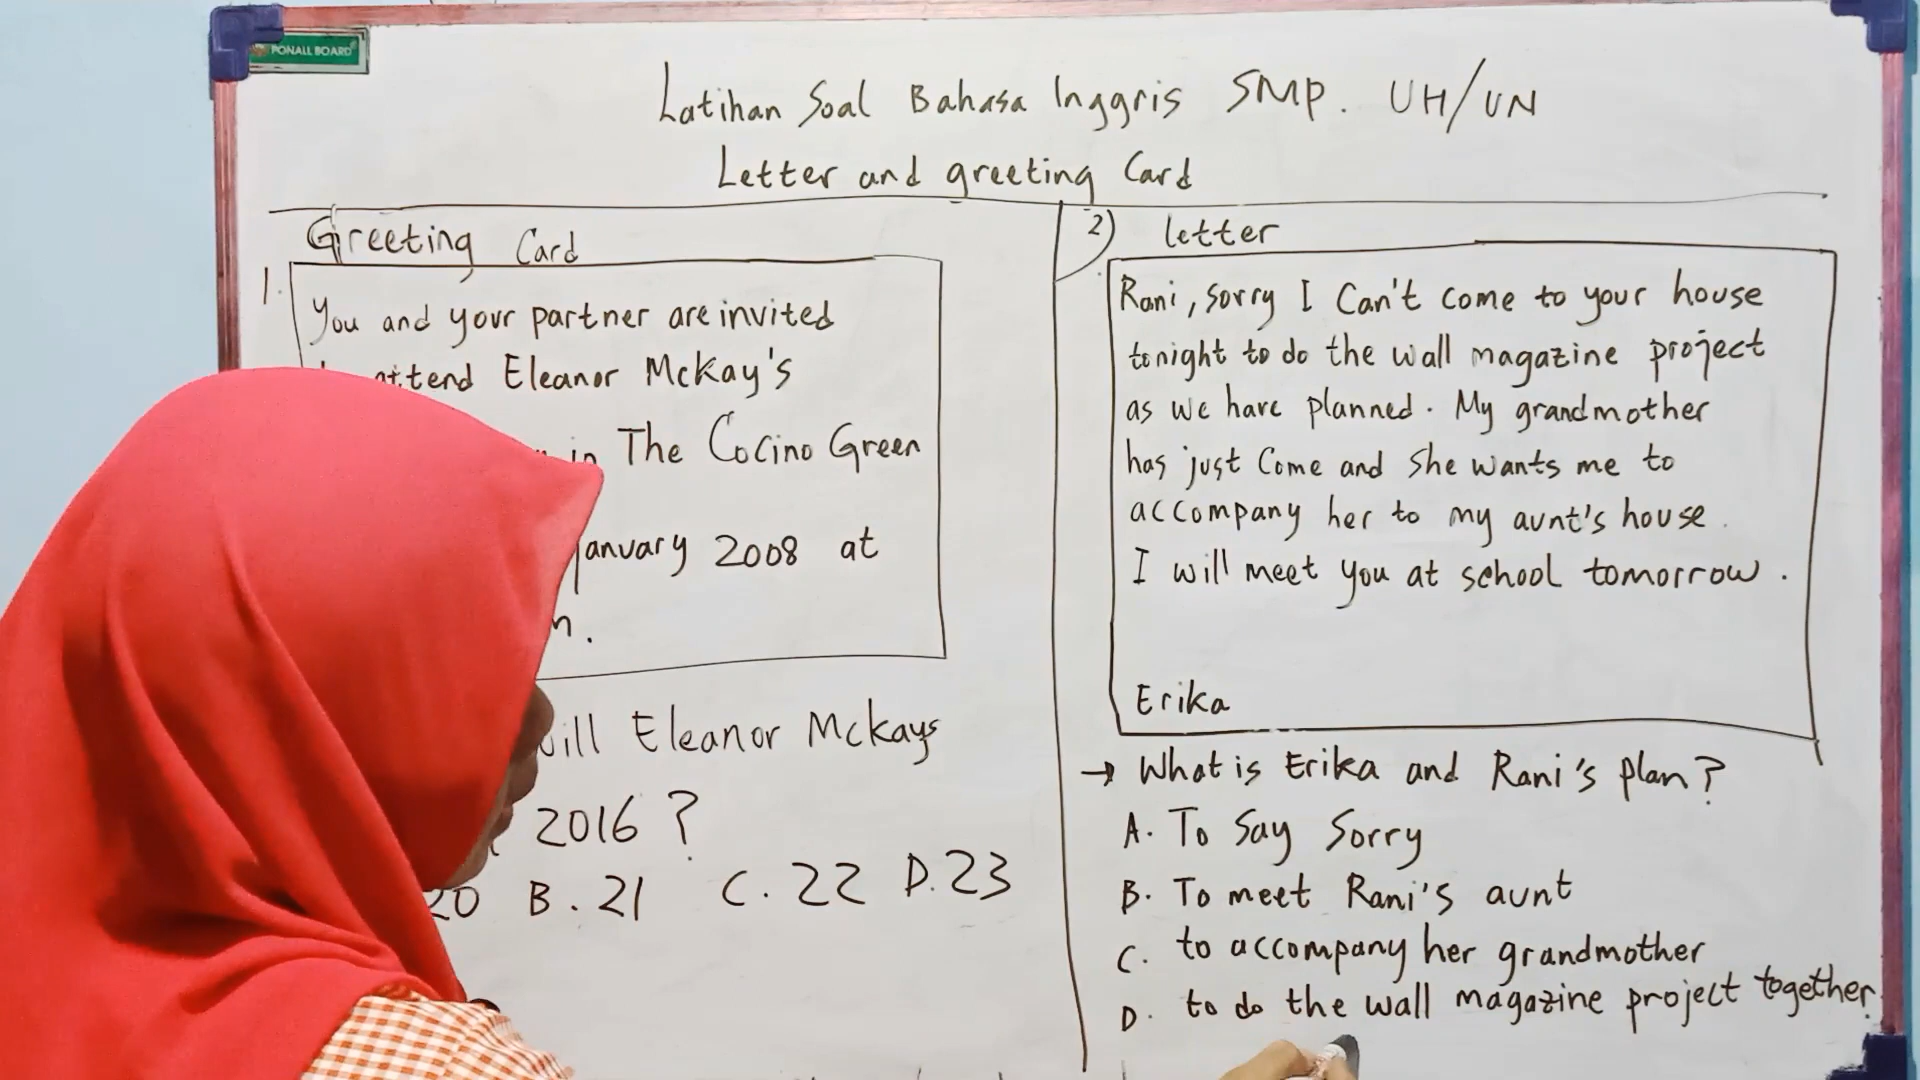 PONALL BOARD
Latihan Soal Bahasa Inggris SMP. UH/UN
Letter and greeting Card
Greeting Card
1.
You and your partner are invited
attend Eleanor McKay's
in The Cocino Green
january 2008 at
will Eleanor Mckays
2016 ?
20 B. 21 C. 22 D. 23
2) letter
Rani, sorry I Can't come to your house
tonight to do the wall magazine project
as we have planned. My grandmother
has just Come and She wants me to
accompany her to my aunt's house.
I will meet you at school tomorrow.
Erika
→ What is Erika and Rani's plan?
A. To Say Sorry
B. To meet Rani's aunt
C. to accompany her grandmother
D. to do the wall magazine project together.